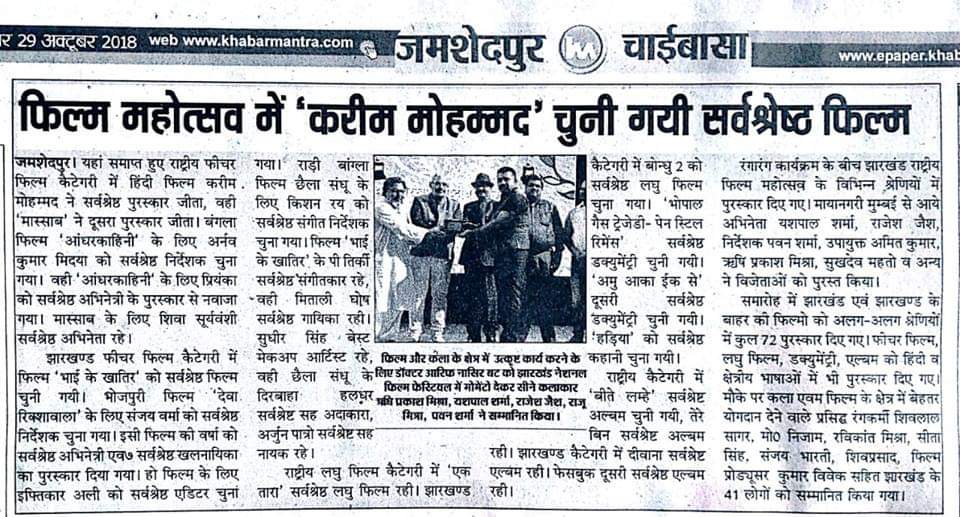 र 29 अक्टूबर 2018 web www.khabarmantra.com
जमशेदपुर चाईबासा
www.epaper.khab
फिल्म महोत्सव में 'करीम मोहम्मद' चुनी गयी सर्वश्रेष्ठ फिल्म
जमशेदपुर। यहां समाप्त हुए राष्ट्रीय फीचर
फिल्म कैटेगरी में हिंदी फिल्म करीम
मोहम्मद ने सर्वश्रेष्ठ पुरस्कार जीता, वही
'मास्साब' ने दूसरा पुरस्कार जीता। बंगला
फिल्म 'आंधरकाहिनी' के लिए अर्नव
कुमार मिदया को सर्वश्रेष्ठ निर्देशक चुना
गया। वही 'आंधरकाहिनी' के लिए प्रियंका
को सर्वश्रेष्ठ अभिनेत्री के पुरस्कार से नवाजा
गया। मास्साब के लिए शिवा सूर्यवंशी
सर्वश्रेष्ठ अभिनेता रहे।
झारखण्ड फीचर फिल्म कैटेगरी में
फिल्म 'भाई के खातिर' को सर्वश्रेष्ठ फिल्म
चुनी गयी। भोजपुरी फिल्म 'देवा
रिक्शावाला' के लिए संजय वर्मा को सर्वश्रेष्ठ
निर्देशक चुना गया। इसी फिल्म की वर्षा को
सर्वश्रेष्ठ अभिनेत्री एव७ सर्वश्रेष्ठ खलनायिका
का पुरस्कार दिया गया। हो फिल्म के लिए
इफ्तिकार अली को सर्वश्रेष्ठ एडिटर चुनां
गया। राड़ी बांग्ला
फिल्म छैला संधू के
लिए किशन रय को
सर्वश्रेष्ठ संगीत निर्देशक
चुना गया। फिल्म 'भाई
के खातिर' के पी तिर्की
सर्वश्रेष्ठ संगीतकार रहे,
वही मिताली घोष
सर्वश्रेष्ठ गायिका रही।
सुधीर सिंह बेस्ट
मेकअप आर्टिस्ट रहे,
वही छैला संधू के
दिरबाहा हलधर
सर्वश्रेष्ठ सह अदाकारा,
अर्जुन पात्रो सर्वश्रेष्ट सह
नायक रहे।
राष्ट्रीय लघु फिल्म कैटेगरी में 'एक
तारा' सर्वश्रेष्ठ लघु फिल्म रही। झारखण्ड
फिल्म और कला के क्षेत्र में उत्कृष्ट कार्य करने के
लिए डॉक्टर आरिफ नासिर बट को झारखंड नेशनल
फिल्म फेस्टिवल में मोमेंटो देकर सीने कलाकार
ऋषि प्रकाश मिश्रा, यशपाल शर्मा, राजेश जैश, राजू
मित्रा, पवन शर्मा ने सम्मानित किया।
कैटेगरी में बोन्धु 2 को
सर्वश्रेष्ठ लघु फिल्म
चुना गया। 'भोपाल
गैस ट्रेजेडी- पेन स्टिल
रिमेंस' सर्वश्रेष्ठ
डक्युमेंट्री चुनी गयी।
'अमु आका ईक से'
दूसरी सर्वश्रेष्ठ
डक्युमेंट्री चुनी गयी।
'हड़िया' को सर्वश्रेष्ठ
कहानी चुना गया।
राष्ट्रीय कैटेगरी में
'बीते लम्हे' सर्वश्रेष्ट
अल्बम चुनी गयी, तेरे
बिन सर्वश्रेष्ट अल्बम
रही। झारखण्ड कैटेगरी में दीवाना सर्वश्रेष्ट
एल्बम रही। फेसबुक दूसरी सर्वश्रेष्ठ एल्बम
रही।
रंगारंग कार्यक्रम के बीच झारखंड राष्ट्रीय
फिल्म महोत्सव के विभिन्न श्रेणियों में
पुरस्कार दिए गए। मायानगरी मुम्बई से आये
अभिनेता यशपाल शर्मा, राजेश जैश,
निर्देशक पवन शर्मा, उपायुक्त अमित कुमार,
ऋषि प्रकाश मिश्रा, सुखदेव महतो व अन्य
ने विजेताओं को पुरस्त किया।
समारोह में झारखंड एवं झारखण्ड के
बाहर की फिल्मो को अलग-अलग श्रेणियों
में कुल 72 पुरस्कार दिए गए। फीचर फिल्म,
लघु फिल्म, डक्युमेंट्री, एल्बम को हिंदी व
क्षेत्रीय भाषाओं में भी पुरस्कार दिए गए।
मौके पर कला एवम फिल्म के क्षेत्र में बेहतर
योगदान देने वाले प्रसिद्ध रंगकर्मी शिवलाल
सागर, मो0 निजाम, रविकांत मिश्रा, सीता
सिंह, संजय भारती, शिवप्रसाद, फिल्म
प्रोड्यूसर कुमार विवेक सहित झारखंड के
41 लोगों को सम्मानित किया गया।